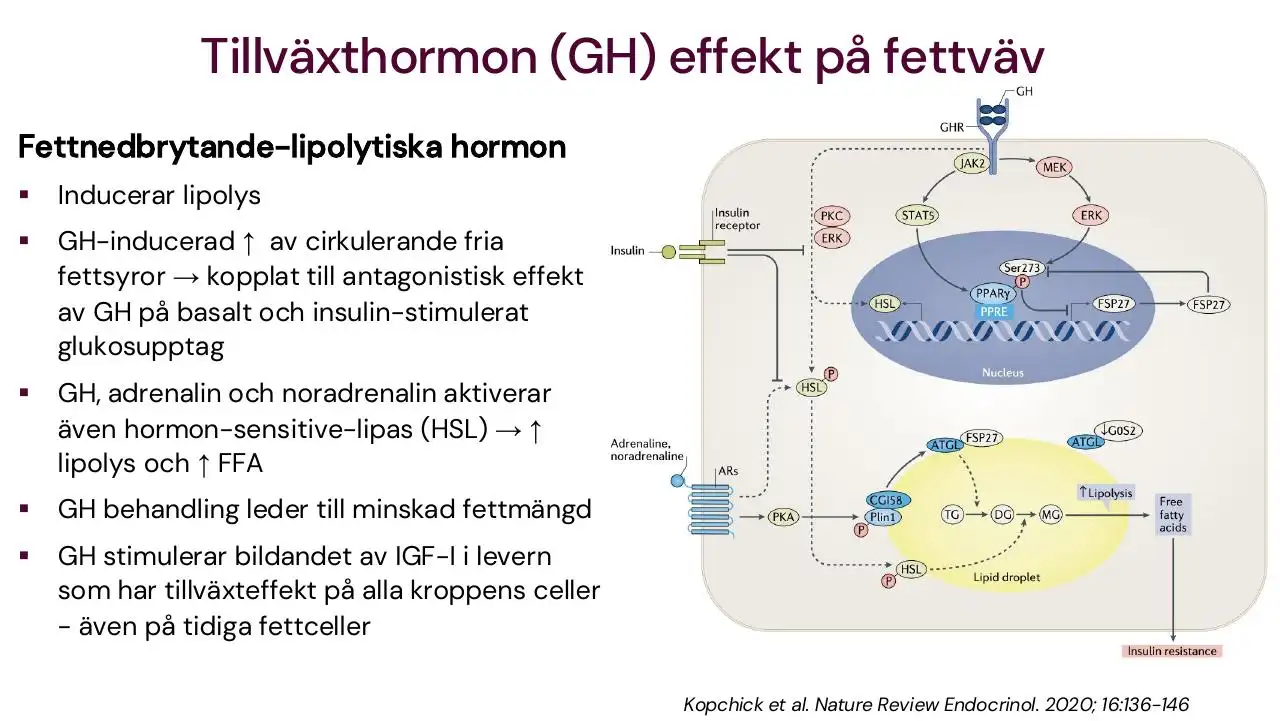 Tillväxthormon (GH) effekt på fettväv
Fettnedbrytande-lipolytiska hormon
▪ Inducerar lipolys
▪ GH-inducerad ↑ av cirkulerande fria
fettsyror → kopplat till antagonistisk effekt
av GH på basalt och insulin-stimulerat
glukosupptag
▪ GH, adrenalin och noradrenalin aktiverar
även hormon-sensitive-lipas (HSL) → ↑
lipolys och ↑ FFA
▪ GH behandling leder till minskad fettmängd
▪ GH stimulerar bildandet av IGF-I i levern
som har tillväxteffekt på alla kroppens celler
- även på tidiga fettceller
GH
GHR
JAK2
MEK
Insulin
receptor
PKC
ERK
STAT5
ERK
Insulin
Ser273
P
PPARγ
PPRE
HSL
FSP27
FSP27
Nucleus
HSL
P
Adrenaline,
noradrenaline
ARs
ATGL
FSP27
ATGL
↓G0S2
CGI58
Plin1
P
PKA
TG
DG
MG
↑Lipolysis
Free
fatty
acids
HSL
P
Lipid droplet
Insulin resistance
Kopchick et al. Nature Review Endocrinol. 2020; 16:136-146